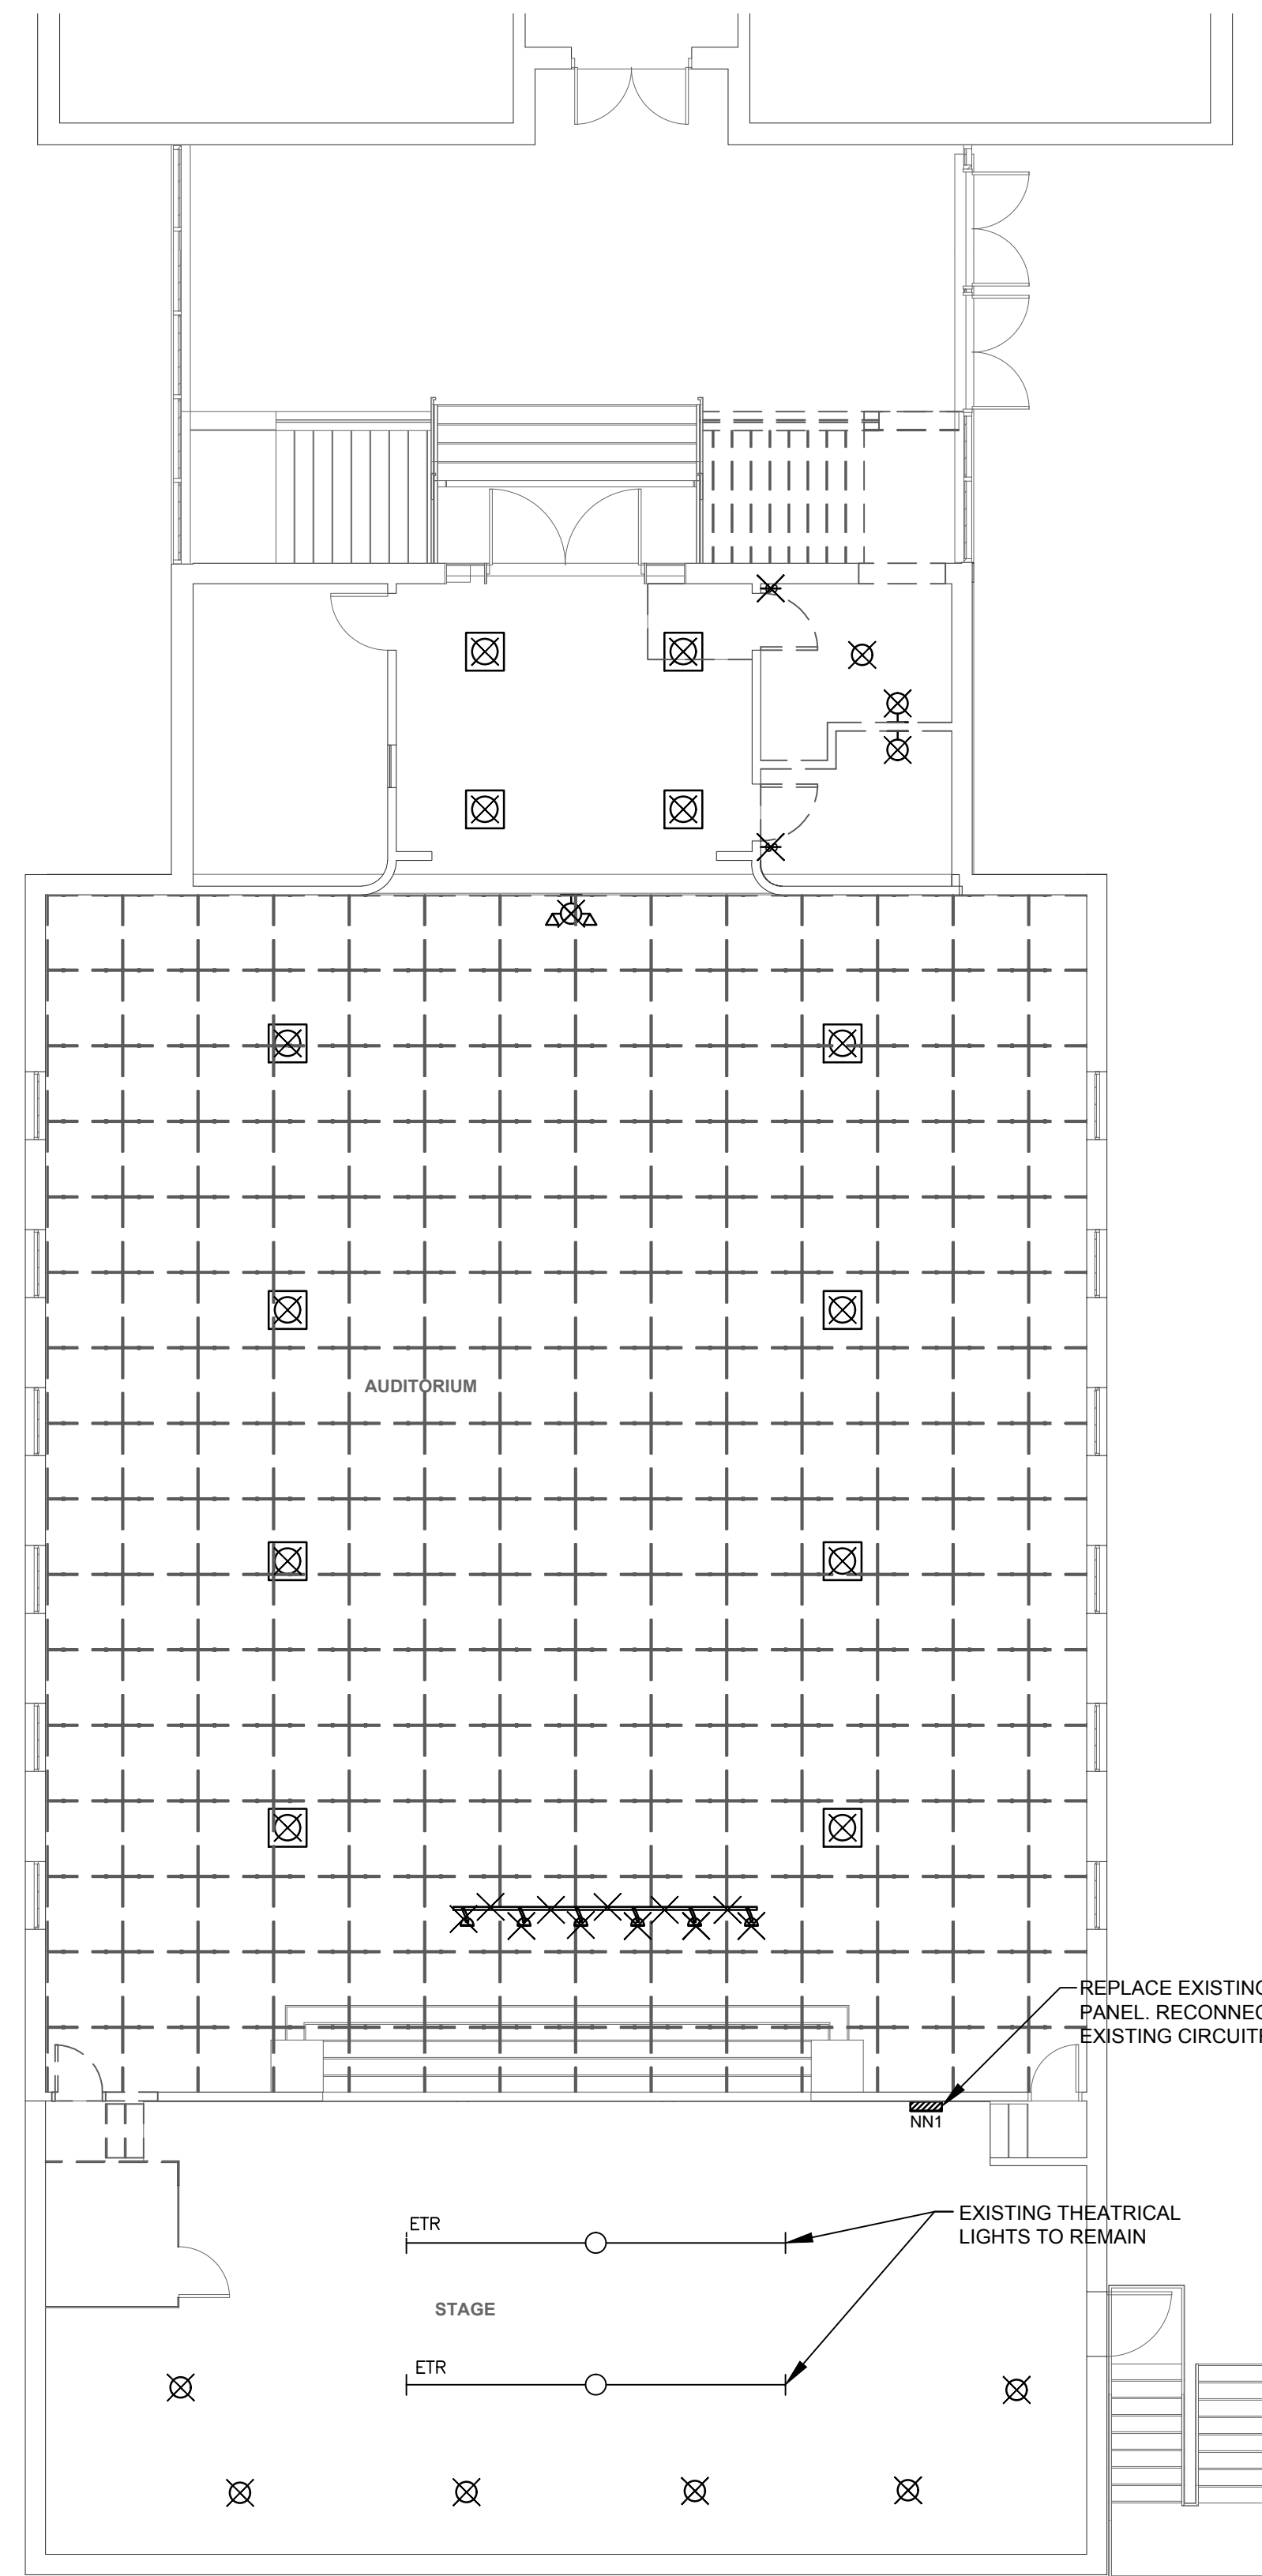 AUDITORIUM
REPLACE EXISTING
PANEL. RECONNEC
EXISTING CIRCUIT
NN1
ETR
EXISTING THEATRICAL
LIGHTS TO REMAIN
STAGE
ETR